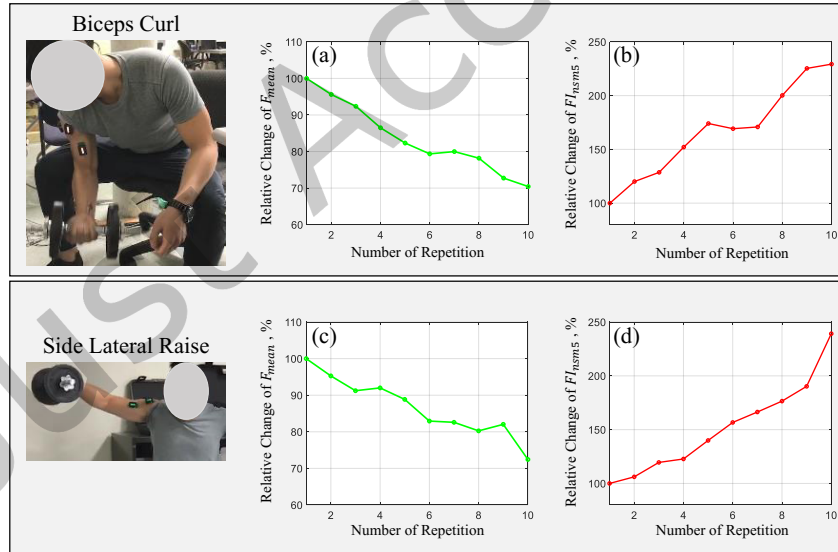 Biceps Curl
(a)
Relative Change of F_mean , %
110
100
90
80
70
60
2 4 6 8 10
Number of Repetition
(b)
Relative Change of FI_nsm5 , %
250
200
150
100
2 4 6 8 10
Number of Repetition
Side Lateral Raise
(c)
Relative Change of F_mean , %
110
100
90
80
70
60
2 4 6 8 10
Number of Repetition
(d)
Relative Change of FI_nsm5 , %
250
200
150
100
2 4 6 8 10
Number of Repetition